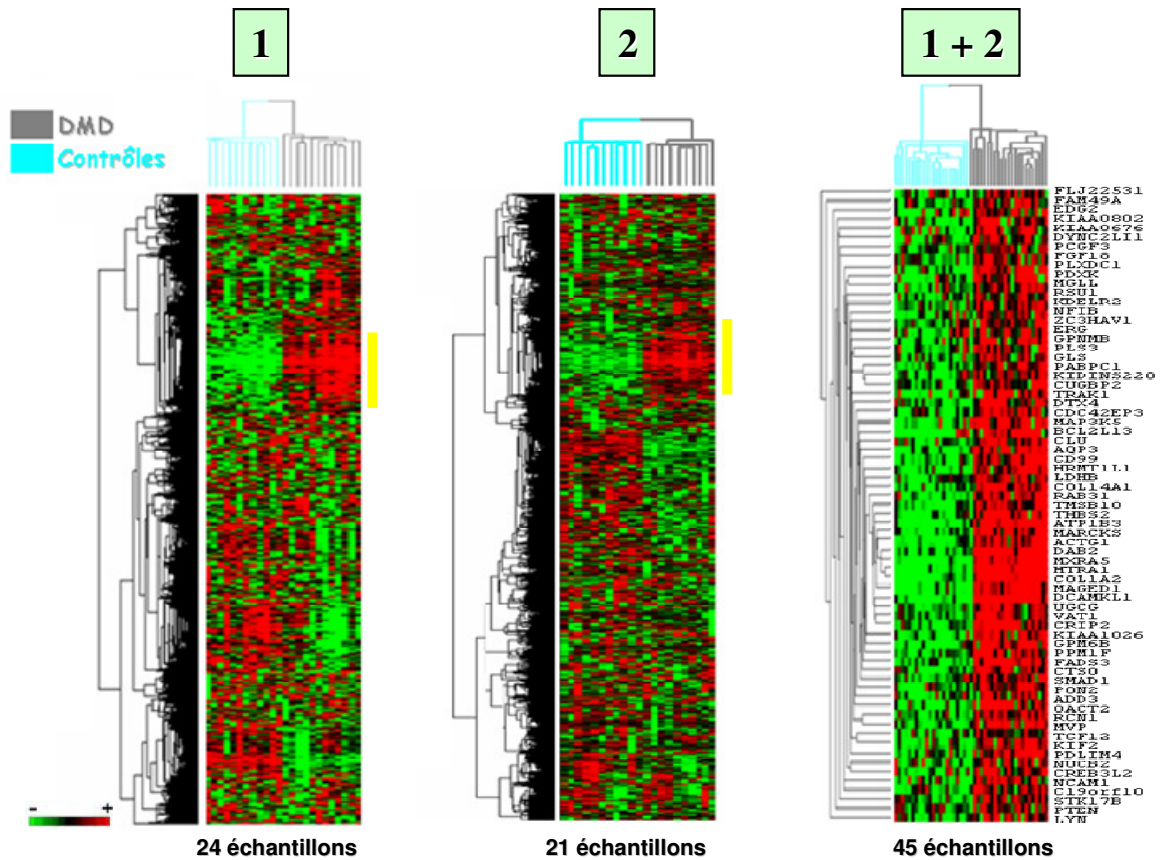 1
2
1 + 2
DMD
Contrôles
FLJ22531
FAM49A
EDG2
KIAA0802
KIAA0676
DYNC2LI1
PCGF3
FGF18
PLXDC1
PDXK
MGLL
RSU1
KDELR2
NFIB
ZC3HAV1
ERG
GPNMB
PLS3
GLS
PABPC1
KIDINS220
CUGBP2
TRAK1
DTX4
CDC42EP3
MAP3K5
BCL2L13
CLU
AQP3
CD99
HRMT1L1
LDHB
COL14A1
RAB31
TMSB10
THBS2
ATP1B3
MARCKS
ACTG1
DAB2
MXRA5
MTRA1
COL1A2
MAGED1
DCAMKL1
UGCG
VAT1
CRIP2
KIAA1026
GPM6B
PPM1F
FADS3
CTSO
SMAD1
PON2
ADD3
OACT2
RCN1
MVP
KIF2
PDLIM4
NUCB2
CREB3L2
NCAM1
C19orf10
STK17B
PTEN
LYN
- +
24 échantillons
21 échantillons
45 échantillons